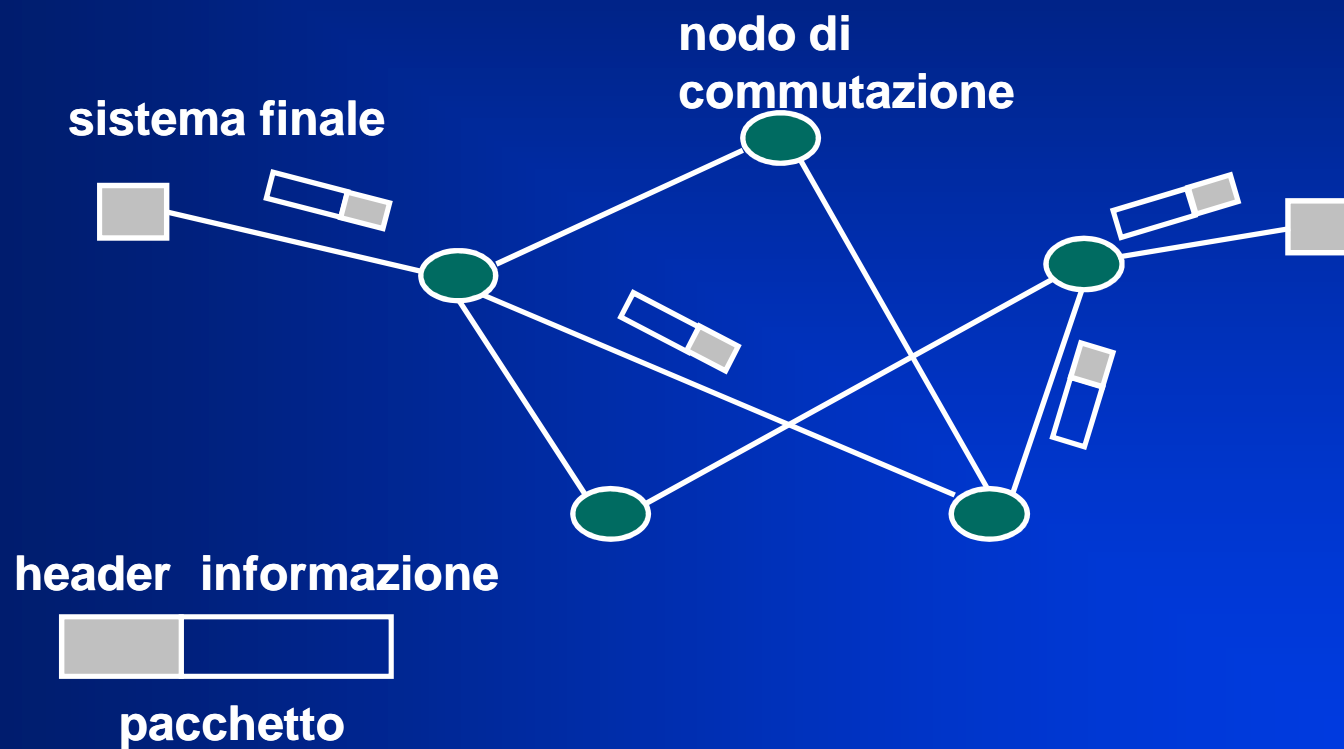 nodo di
commutazione
sistema finale
header informazione
pacchetto